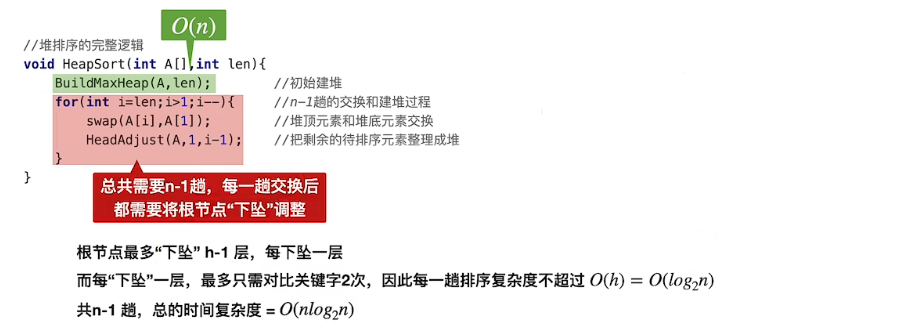 O(n)
//堆排序的完整逻辑
void HeapSort(int A[],int len){
BuildMaxHeap(A,len); //初始建堆
for(int i=len;i>1;i--){ //n-1趟的交换和建堆过程
swap(A[i],A[1]); //堆顶元素和堆底元素交换
HeadAdjust(A,1,i-1); //把剩余的待排序元素整理成堆
}
}
总共需要n-1趟，每一趟交换后
都需要将根节点“下坠”调整
根节点最多“下坠” h-1 层，每下坠一层
而每“下坠”一层，最多只需对比关键字2次，因此每一趟排序复杂度不超过 O(h) = O(log₂n)
共n-1 趟，总的时间复杂度 = O(nlog₂n)